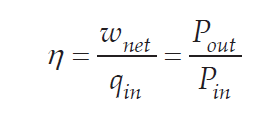 η = w_net / q_in = P_out / P_in